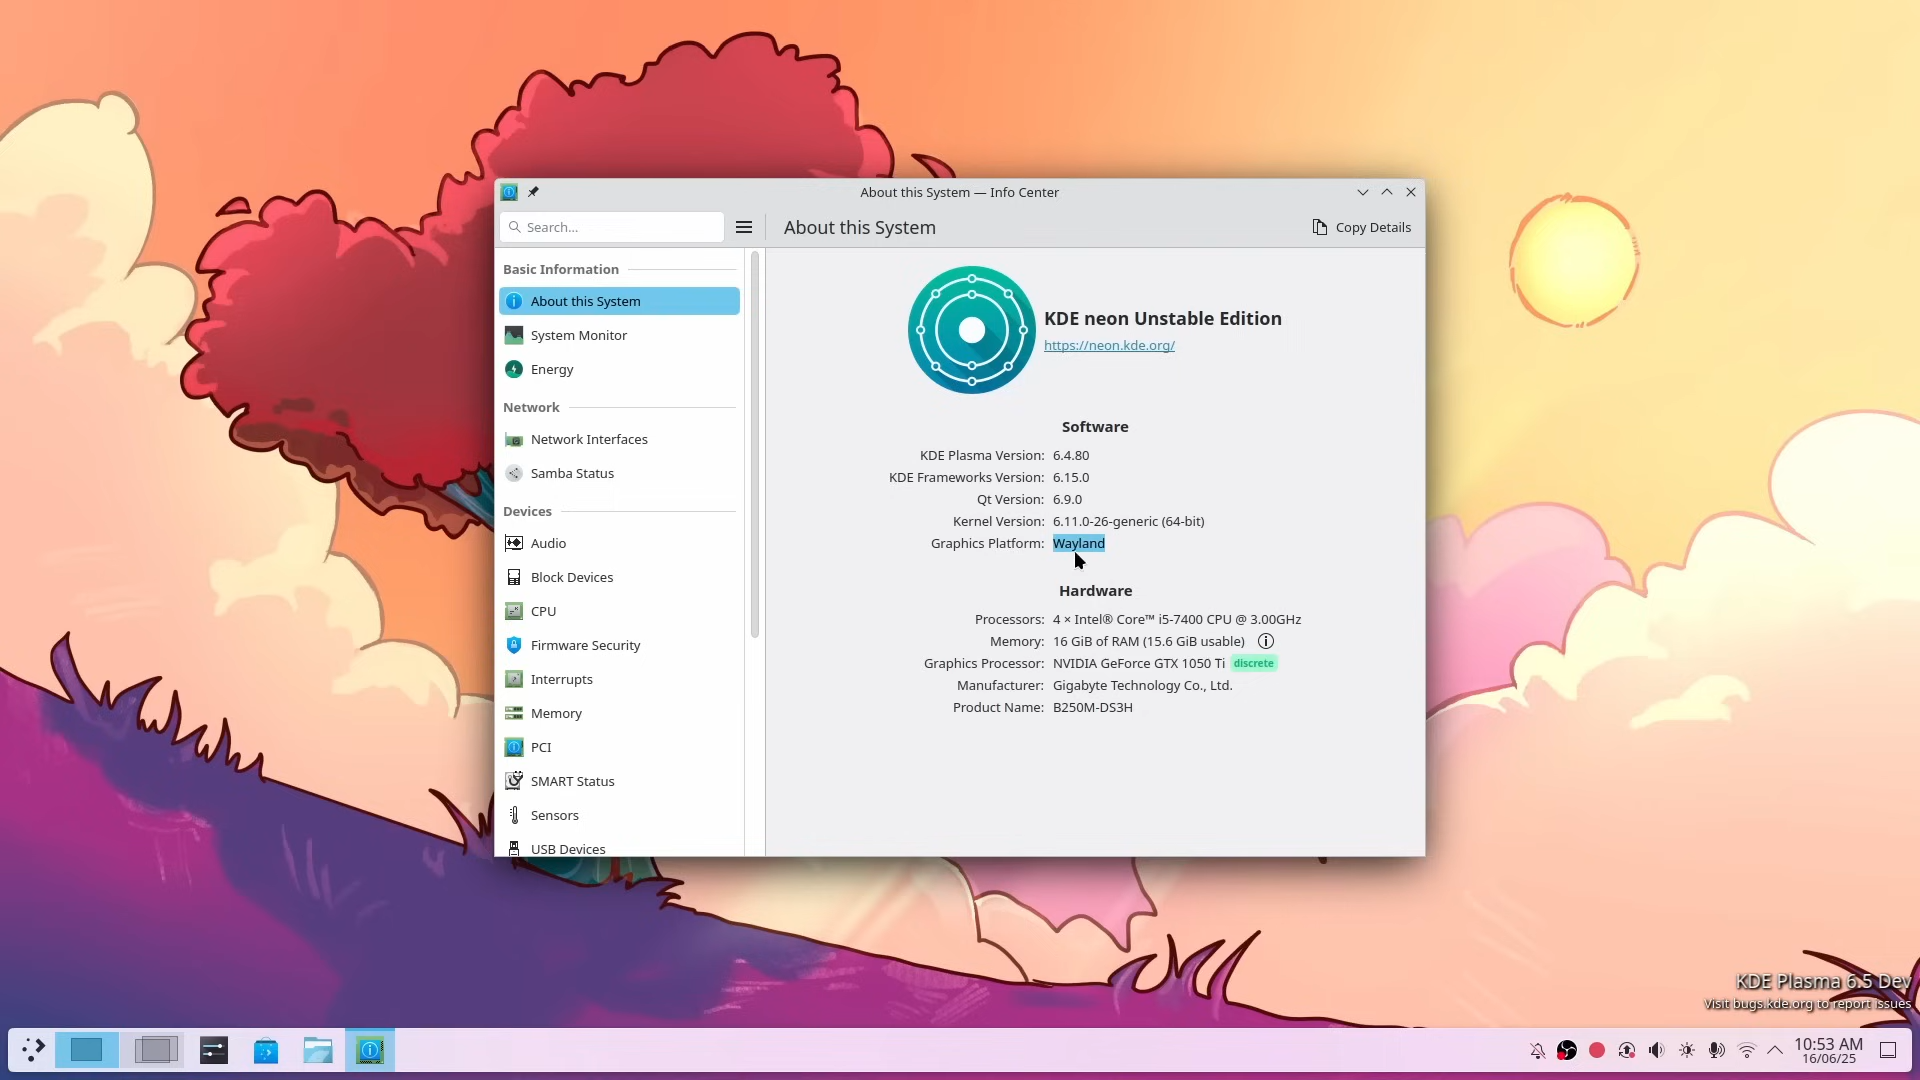 About this System — Info Center
Search...
About this System
Copy Details
Basic Information
About this System
System Monitor
Energy
Network
Network Interfaces
Samba Status
Devices
Audio
Block Devices
CPU
Firmware Security
Interrupts
Memory
PCI
SMART Status
Sensors
USB Devices
KDE neon Unstable Edition
https://neon.kde.org/
Software
KDE Plasma Version: 6.4.80
KDE Frameworks Version: 6.15.0
Qt Version: 6.9.0
Kernel Version: 6.11.0-26-generic (64-bit)
Graphics Platform: Wayland
Hardware
Processors: 4 × Intel® Core™ i5-7400 CPU @ 3.00GHz
Memory: 16 GiB of RAM (15.6 GiB usable)
Graphics Processor: NVIDIA GeForce GTX 1050 Ti discrete
Manufacturer: Gigabyte Technology Co., Ltd.
Product Name: B250M-DS3H
KDE Plasma 6.5 Dev
Visit bugs.kde.org to report issues
10:53 AM
16/06/25